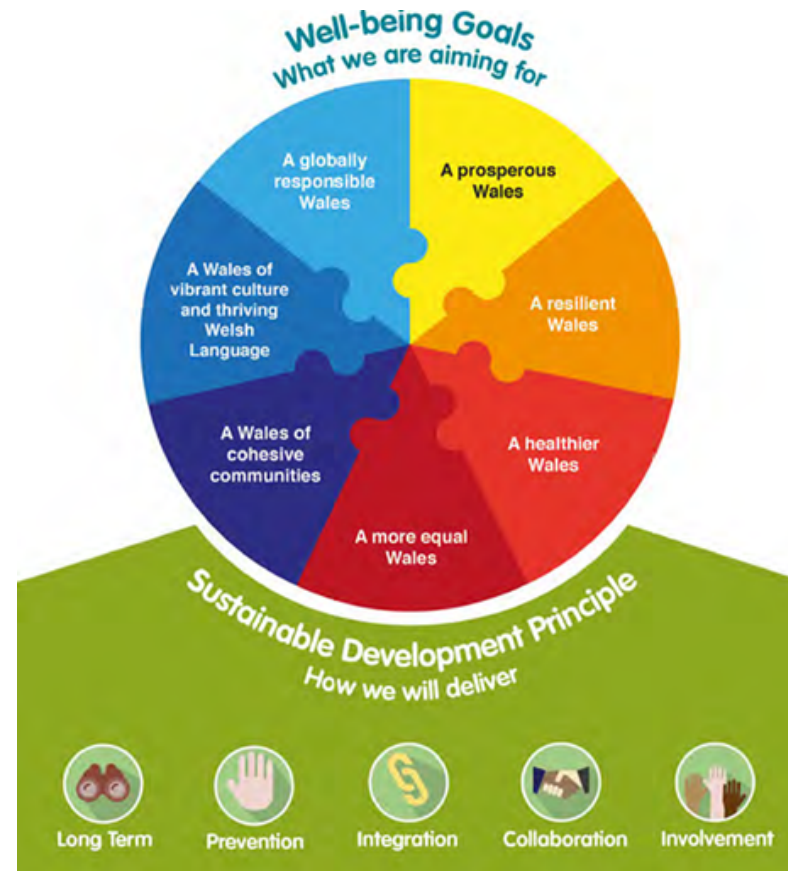 Well-being Goals
What we are aiming for
A globally
responsible
Wales
A prosperous
Wales
A Wales of
vibrant culture
and thriving
Welsh
Language
A resilient
Wales
A Wales of
cohesive
communities
A healthier
Wales
A more equal
Wales
Sustainable Development Principle
How we will deliver
Long Term
Prevention
Integration
Collaboration
Involvement